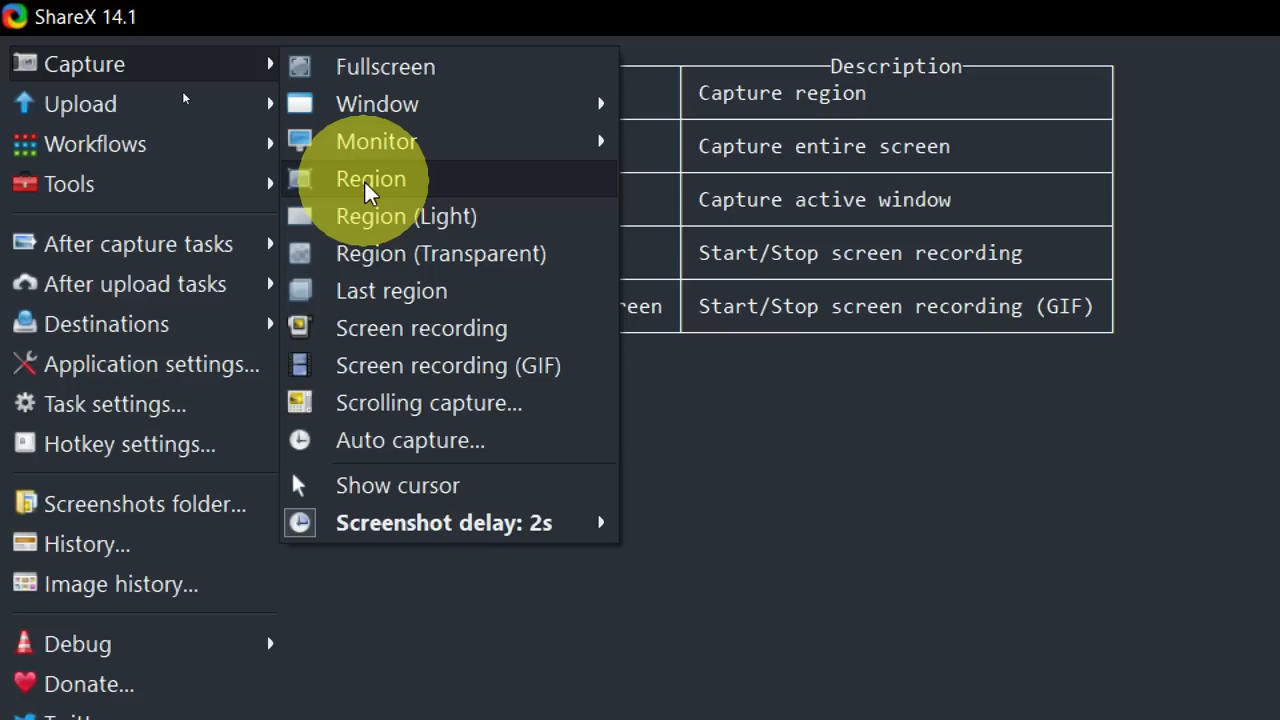 ShareX 14.1
Capture
Upload
Workflows
Tools
After capture tasks
After upload tasks
Destinations
Application settings...
Task settings...
Hotkey settings...
Screenshots folder...
History...
Image history...
Debug
Donate...
Fullscreen
Window
Monitor
Region
Region (Light)
Region (Transparent)
Last region
Screen recording
Screen recording (GIF)
Scrolling capture...
Auto capture...
Show cursor
Screenshot delay: 2s
Description
Capture region
Capture entire screen
Capture active window
Start/Stop screen recording
Start/Stop screen recording (GIF)